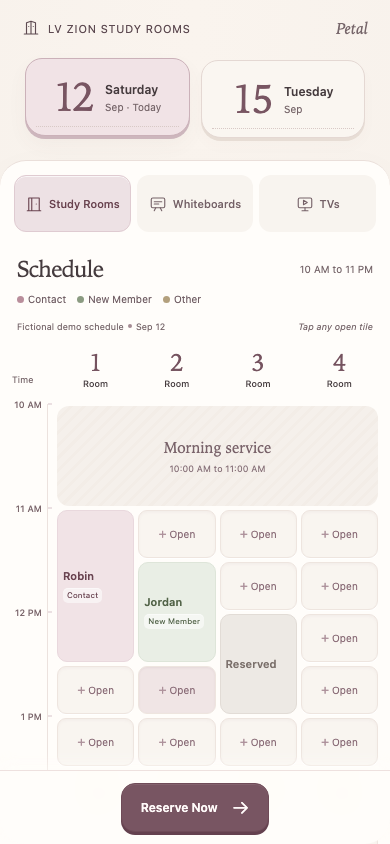 LV ZION STUDY ROOMS
Petal
12 Saturday
Sep · Today
15 Tuesday
Sep
Study Rooms Whiteboards TVs
Schedule 10 AM to 11 PM
Contact New Member Other
Fictional demo schedule • Sep 12 Tap any open tile
1 2 3 4
Time Room Room Room Room
10 AM
Morning service
10:00 AM to 11:00 AM
11 AM
+ Open + Open + Open
Robin
Contact
+ Open + Open
Jordan
New Member
12 PM
+ Open
Reserved
+ Open + Open + Open
1 PM
+ Open + Open + Open + Open
Reserve Now →